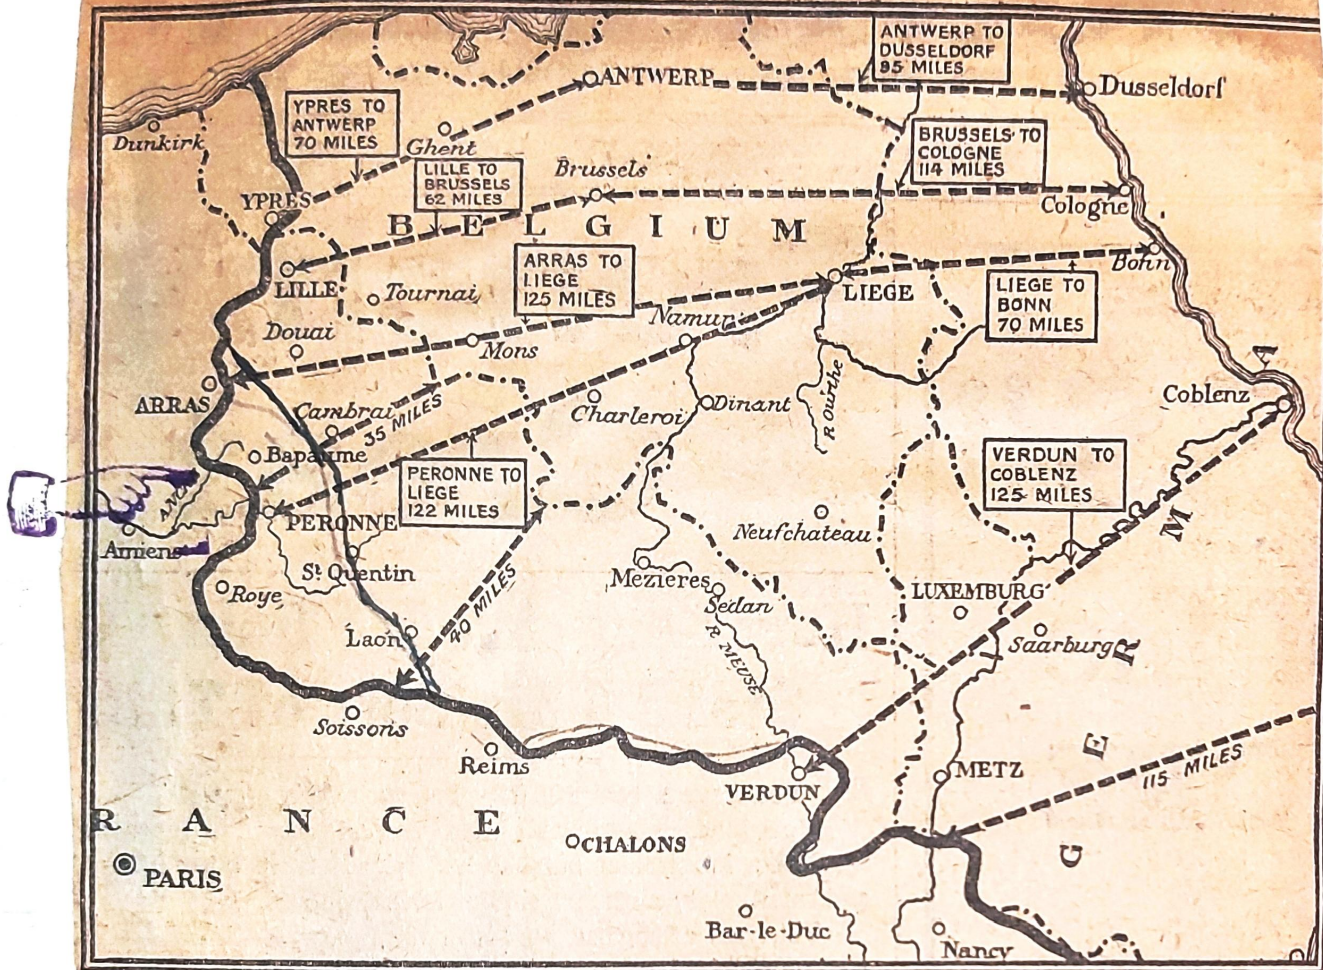 ANTWERP TO
DUSSELDORF
95 MILES
ANTWERP
Dusseldorf
YPRES TO
ANTWERP
70 MILES
Dunkirk
Ghent
BRUSSELS TO
COLOGNE
114 MILES
LILLE TO
BRUSSELS
62 MILES
Brussels
YPRES
Cologne
BELGIUM
ARRAS TO
LIEGE
125 MILES
Bonn
LILLE
Tournai
LIEGE
LIEGE TO
BONN
70 MILES
Douai
Namur
Mons
ARRAS
Cambrai
35 MILES
Charleroi
Dinant
R Ourthe
Coblenz
Bapaume
PERONNE TO
LIEGE
122 MILES
VERDUN TO
COBLENZ
125 MILES
ANCRE
PERONNE
Amiens
Neufchateau
St Quentin
Roye
Mezieres
Sedan
LUXEMBURG
40 MILES
Laon
Saarburg
R MEUSE
Soissons
Reims
METZ
VERDUN
115 MILES
G E R M A
R A N C E
CHALONS
PARIS
Bar-le-Duc
Nancy